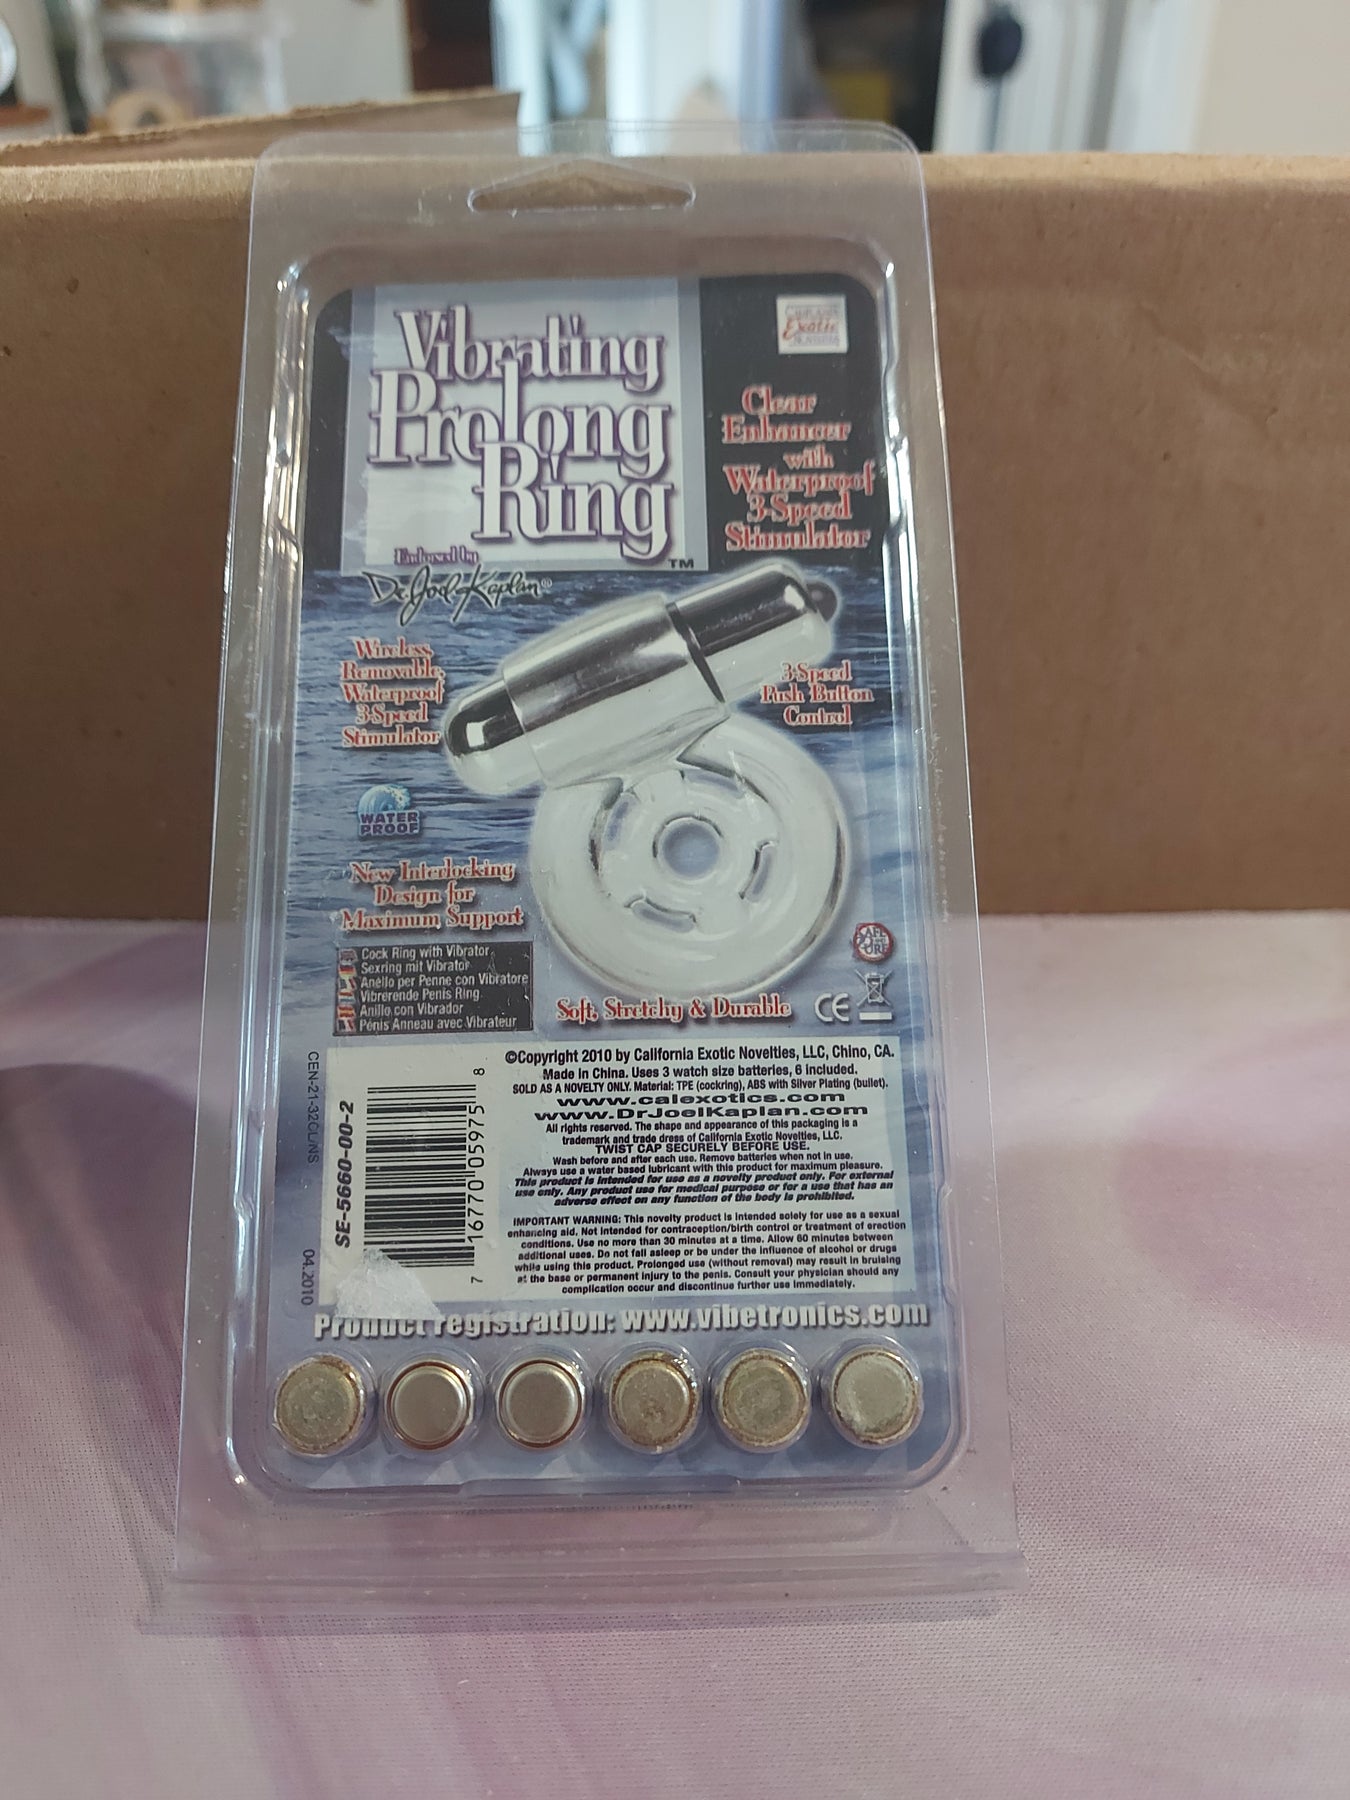 Vibrating
Prolong
Ring
TM
Endorsed by
Dr. Joel Kaplan®
California
Exotic
Novelties
Clear
Enhancer
with
Waterproof
3-Speed
Stimulator
Wireless,
Removable,
Waterproof
3-Speed
Stimulator
3-Speed
Push Button
Control
WATER
PROOF
New Interlocking
Design for
Maximum Support
Cock Ring with Vibrator
Sexring mit Vibrator
Anello per Penne con Vibratore
Vibrerende Penis Ring
Anillo con Vibrador
Pénis Anneau avec Vibrateur
Soft, Stretchy & Durable
SAFE
CE
CEN-21-32CL/NS
04.2010
SE-5660-00-2
7 16770 05975 8
©Copyright 2010 by California Exotic Novelties, LLC, Chino, CA.
Made in China. Uses 3 watch size batteries, 6 included.
SOLD AS A NOVELTY ONLY. Material: TPE (cockring), ABS with Silver Plating (bullet).
www.calexotics.com
www.DrJoelKaplan.com
All rights reserved. The shape and appearance of this packaging is a
trademark and trade dress of California Exotic Novelties, LLC.
TWIST CAP SECURELY BEFORE USE.
Wash before and after each use. Remove batteries when not in use.
Always use a water based lubricant with this product for maximum pleasure.
This product is intended for use as a novelty product only. For external
use only. Any product use for medical purpose or for a use that has an
adverse effect on any function of the body is prohibited.
IMPORTANT WARNING: This novelty product is intended solely for use as a sexual
enhancing aid. Not intended for contraception/birth control or treatment of erection
conditions. Use no more than 30 minutes at a time. Allow 60 minutes between
additional uses. Do not fall asleep or be under the influence of alcohol or drugs
while using this product. Prolonged use (without removal) may result in bruising
at the base or permanent injury to the penis. Consult your physician should any
complication occur and discontinue further use immediately.
Product registration: www.vibetronics.com